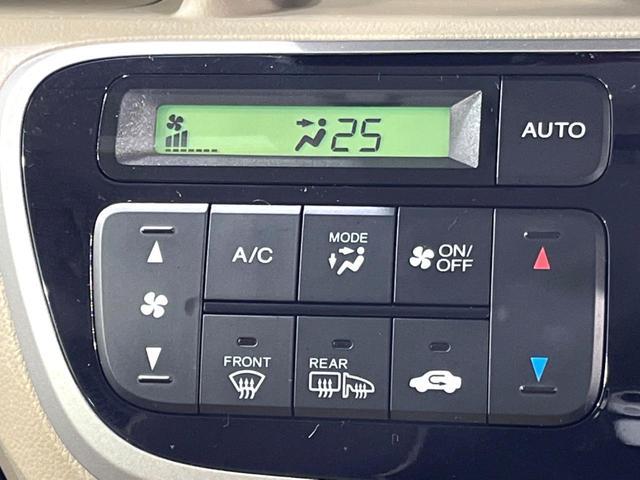 25
AUTO
A/C
MODE
ON/
OFF
FRONT
REAR